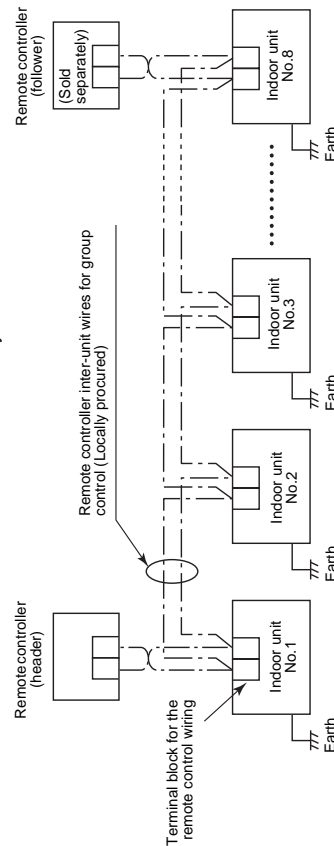 Remote controller
(header)
Terminal block for the
remote control wiring
Remote controller inter-unit wires for group
control (Locally procured)
Remote controller
(follower)
(Sold
separately)
Indoor unit
No.1
Earth
Indoor unit
No.2
Earth
Indoor unit
No.3
Earth
Indoor unit
No.8
Earth